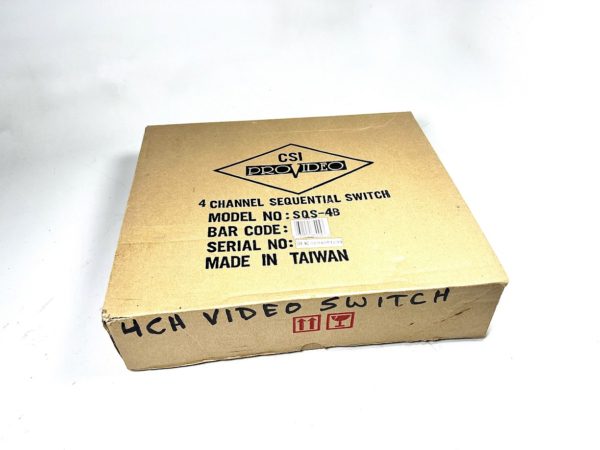 CSI
PROVIDEO
4 CHANNEL SEQUENTIAL SWITCH
MODEL NO: SQS-4B
BAR CODE:
SERIAL NO:
MADE IN TAIWAN
4CH VIDEO SWITCH